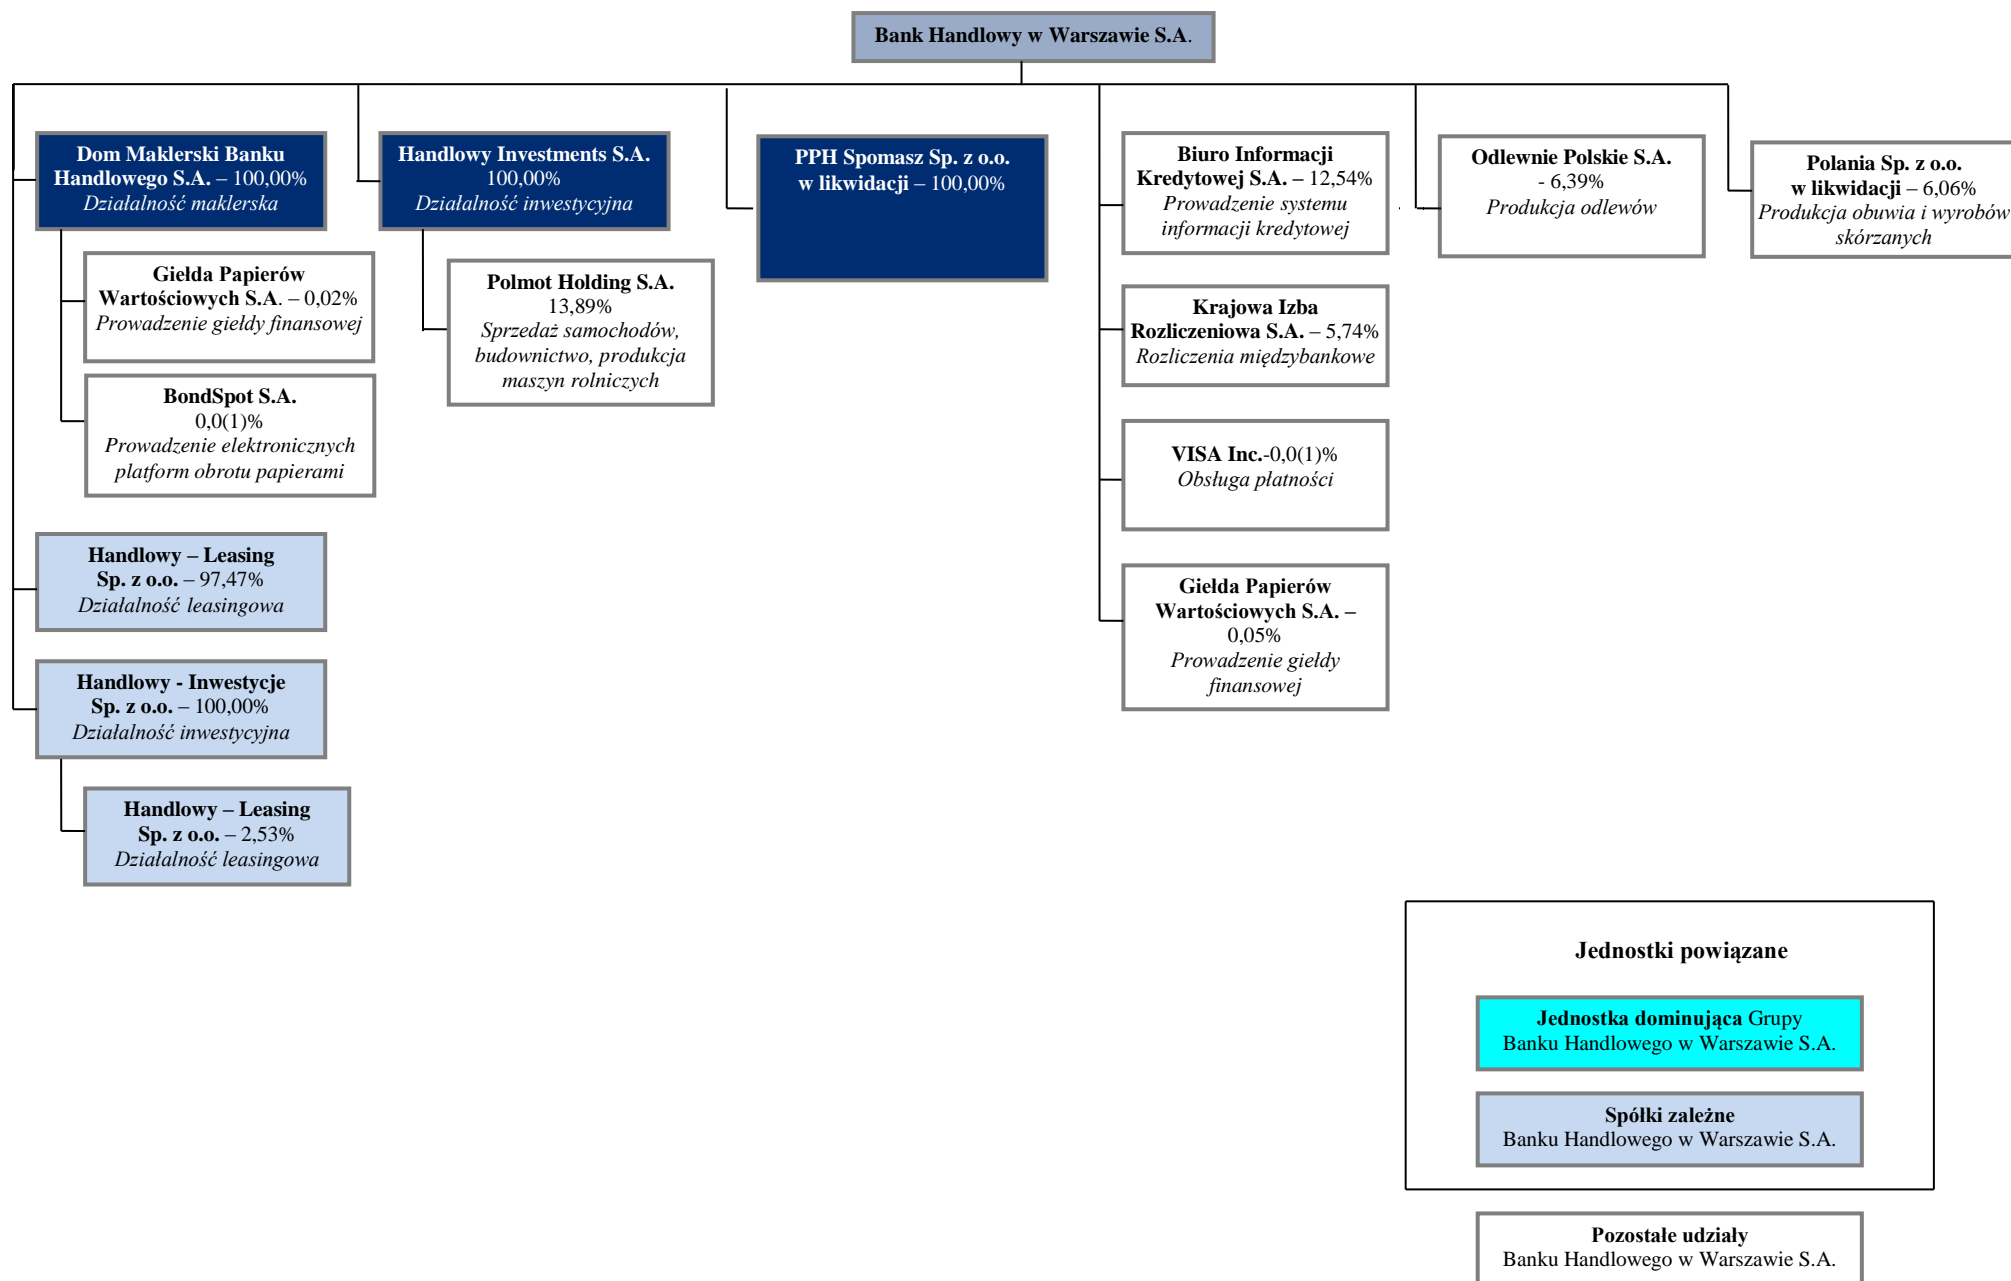 Bank Handlowy w Warszawie S.A.
Dom Maklerski Banku
Handlowego S.A. – 100,00%
Działalność maklerska
Giełda Papierów
Wartościowych S.A. – 0,02%
Prowadzenie giełdy finansowej
BondSpot S.A.
0,0(1)%
Prowadzenie elektronicznych
platform obrotu papierami
Handlowy – Leasing
Sp. z o.o. – 97,47%
Działalność leasingowa
Handlowy - Inwestycje
Sp. z o.o. – 100,00%
Działalność inwestycyjna
Handlowy – Leasing
Sp. z o.o. – 2,53%
Działalność leasingowa
Handlowy Investments S.A.
100,00%
Działalność inwestycyjna
Polmot Holding S.A.
13,89%
Sprzedaż samochodów,
budownictwo, produkcja
maszyn rolniczych
PPH Spomasz Sp. z o.o.
w likwidacji – 100,00%
Biuro Informacji
Kredytowej S.A. – 12,54%
Prowadzenie systemu
informacji kredytowej
Krajowa Izba
Rozliczeniowa S.A. – 5,74%
Rozliczenia międzybankowe
VISA Inc.-0,0(1)%
Obsługa płatności
Giełda Papierów
Wartościowych S.A. –
0,05%
Prowadzenie giełdy
finansowej
Odlewnie Polskie S.A.
- 6,39%
Produkcja odlewów
Polania Sp. z o.o.
w likwidacji – 6,06%
Produkcja obuwia i wyrobów
skórzanych
Jednostki powiązane
Jednostka dominująca Grupy
Banku Handlowego w Warszawie S.A.
Spółki zależne
Banku Handlowego w Warszawie S.A.
Pozostałe udziały
Banku Handlowego w Warszawie S.A.